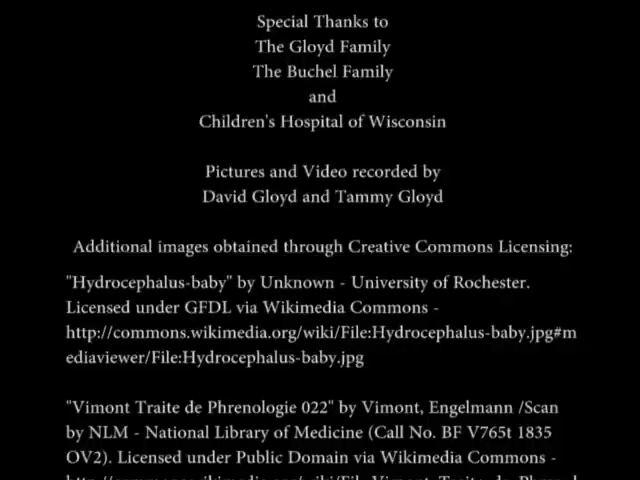 Special Thanks to
The Gloyd Family
The Buchel Family
and
Children's Hospital of Wisconsin
Pictures and Video recorded by
David Gloyd and Tammy Gloyd
Additional images obtained through Creative Commons Licensing:
"Hydrocephalus-baby" by Unknown - University of Rochester.
Licensed under GFDL via Wikimedia Commons -
http://commons.wikimedia.org/wiki/File:Hydrocephalus-baby.jpg#m
ediaviewer/File:Hydrocephalus-baby.jpg
"Vimont Traite de Phrenologie 022" by Vimont, Engelmann /Scan
by NLM - National Library of Medicine (Call No. BF V765t 1835
OV2). Licensed under Public Domain via Wikimedia Commons -